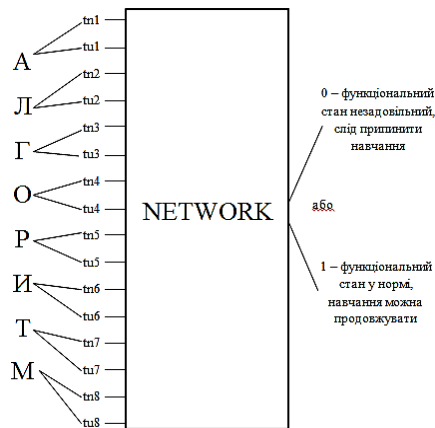 А
Л
Г
О
Р
И
Т
М
tn1
tu1
tn2
tu2
tn3
tu3
tn4
tu4
tn5
tu5
tn6
tu6
tn7
tu7
tn8
tu8
NETWORK
0 – функціональний
стан незадовільний,
слід припинити
навчання
або
1 – функціональний
стан у нормі,
навчання можна
продовжувати